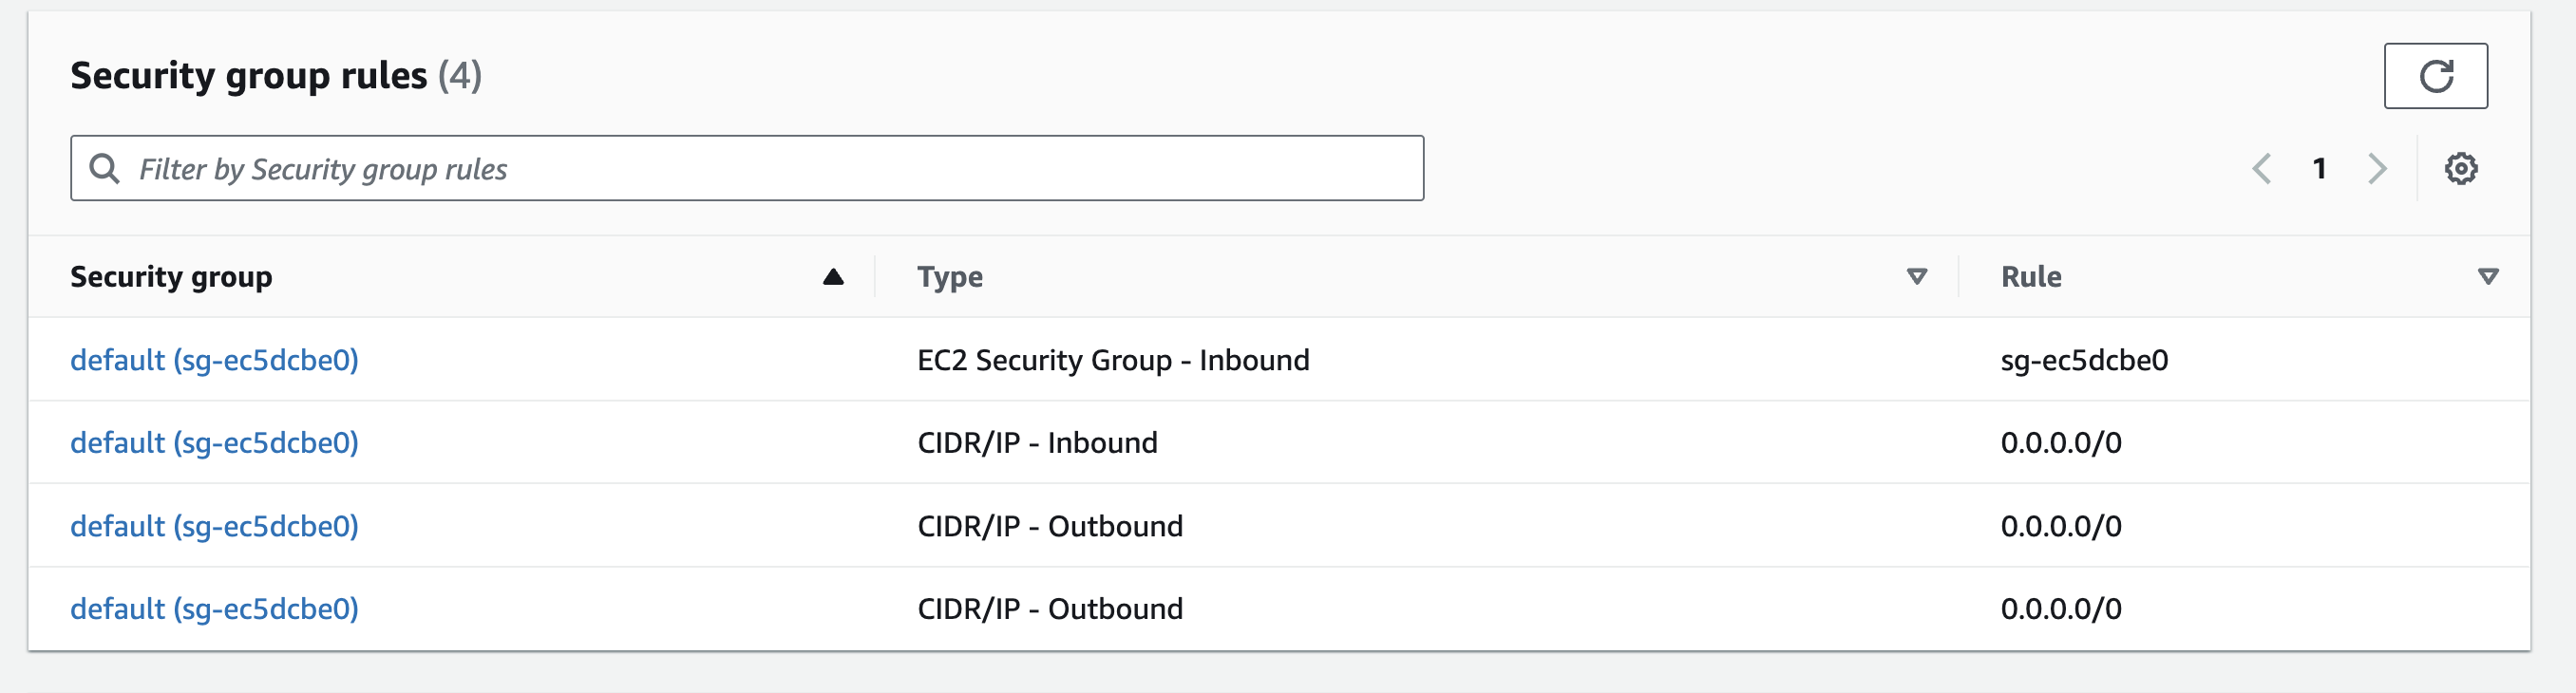 Security group rules (4)
Filter by Security group rules
1
Security group Type Rule
default (sg-ec5dcbe0) EC2 Security Group - Inbound sg-ec5dcbe0
default (sg-ec5dcbe0) CIDR/IP - Inbound 0.0.0.0/0
default (sg-ec5dcbe0) CIDR/IP - Outbound 0.0.0.0/0
default (sg-ec5dcbe0) CIDR/IP - Outbound 0.0.0.0/0